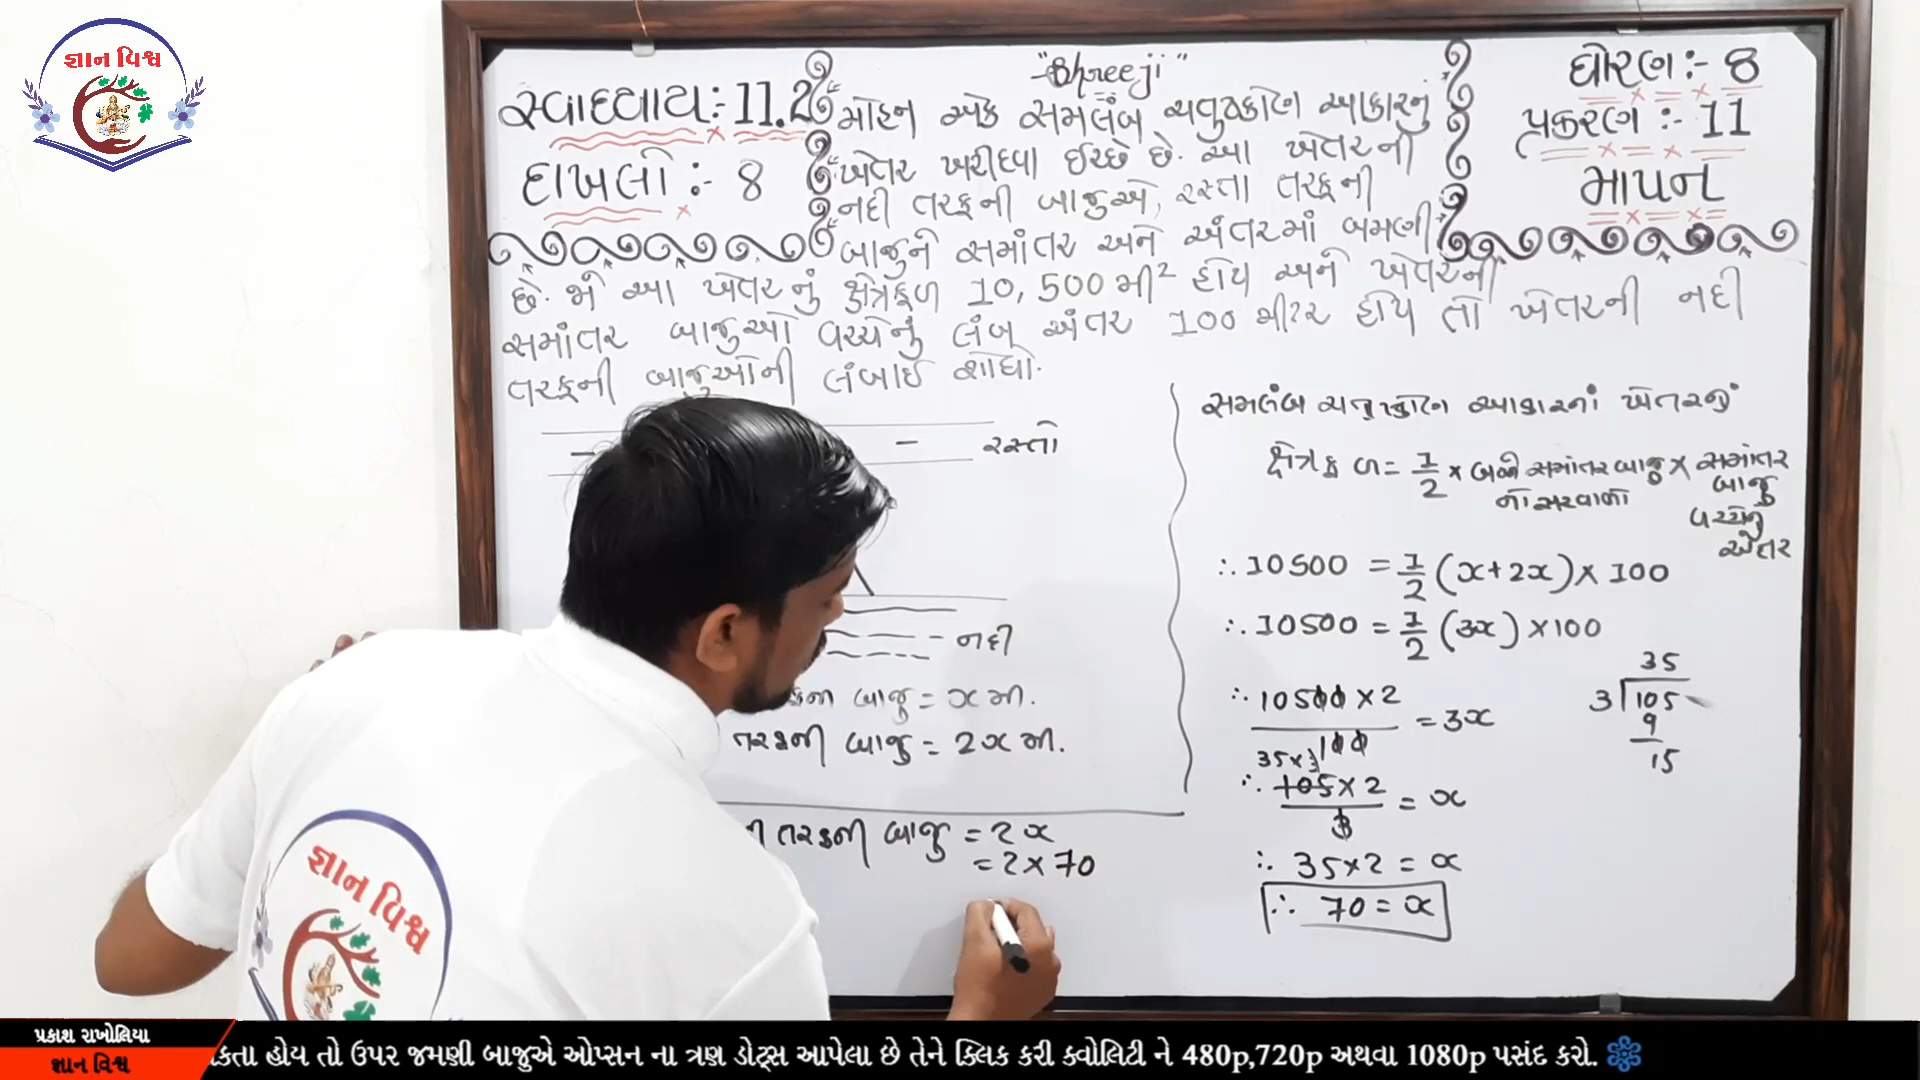 જ્ઞાન વિશ્વ
"Shreeji"
સ્વાધ્યાય:- 11.2
દાખલો :- 8
ધોરણ :- 8
પ્રકરણ :- 11
માપન
મોહન એક સમલંબ ચતુષ્કોણ આકારનું
ખેતર ખરીદવા ઈચ્છે છે. આ ખેતરની
નદી તરફની બાજુએ, રસ્તા તરફની
બાજુને સમાંતર અને અંતરમાં બમણી
છે. જો આ ખેતરનું ક્ષેત્રફળ 10,500 મી² હોય અને ખેતરની
સમાંતર બાજુઓ વચ્ચેનું લંબ અંતર 100 મીટર હોય તો ખેતરની નદી
તરફની બાજુઓની લંબાઈ શોધો.
રસ્તો
નદી
બાજુ = x મી.
તરફની બાજુ = 2x મી.
તરફની બાજુ = 2x
= 2 × 70
સમલંબ ચતુષ્કોણ આકારનાં ખેતરનું
ક્ષેત્રફળ = 1/2 × બંને સમાંતર બાજુ નો સરવાળો × સમાંતર બાજુ વચ્ચેનું અંતર
∴ 10500 = 1/2 (x + 2x) × 100
∴ 10500 = 1/2 (3x) × 100
∴ 10500 × 2 / 100 = 3x
35 × 3
∴ 105 × 2 / 3 = x
∴ 35 × 2 = x
∴ 70 = x
35
3 105
9
15
જ્ઞાન વિશ્વ
પ્રકાશ રાખોલિયા
જ્ઞાન વિશ્વ
કતા હોય તો ઉપર જમણી બાજુએ ઓપ્સન ના ત્રણ ડોટ્સ આપેલા છે તેને ક્લિક કરી ક્વોલિટી ને 480p,720p અથવા 1080p પસંદ કરો.